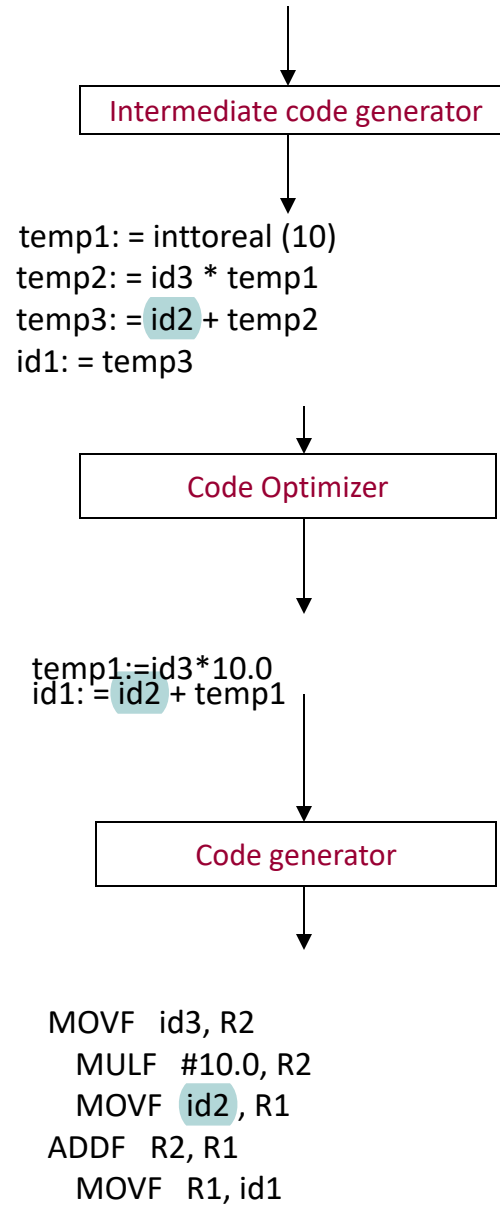 Intermediate code generator
temp1: = inttoreal (10)
temp2: = id3 * temp1
temp3: = id2 + temp2
id1: = temp3
Code Optimizer
temp1:=id3*10.0
id1: = id2 + temp1
Code generator
MOVF id3, R2
MULF #10.0, R2
MOVF id2 , R1
ADDF R2, R1
MOVF R1, id1